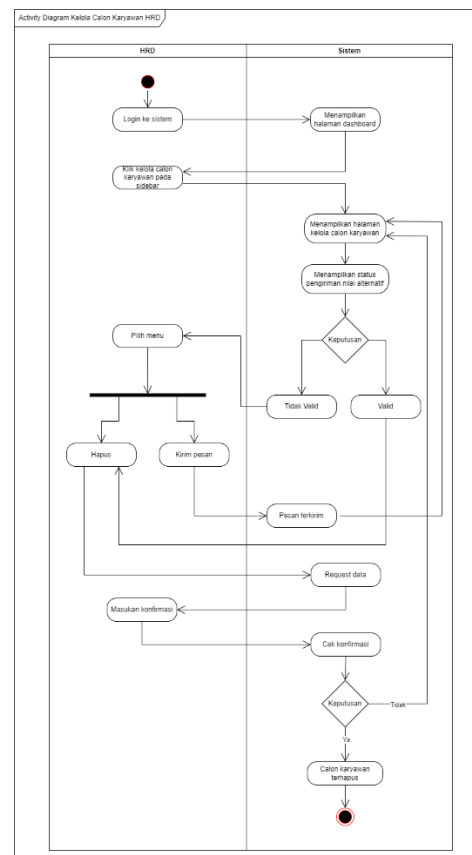 Activity Diagram Kelola Calon Karyawan HRD
HRD
Sistem
Login ke sistem
Menampilkan
halaman dashboard
Klik kelola calon
karyawan pada
sidebar
Menampilkan halaman
kelola calon karyawan
Menampilkan status
pengiriman nilai alternatif
Pilih menu
Keputusan
Tidak Valid
Valid
Hapus
Kirim pesan
Pesan terkirim
Request data
Masukan konfirmasi
Cek konfirmasi
Keputusan
Tidak
Ya
Calon karyawan
terhapus